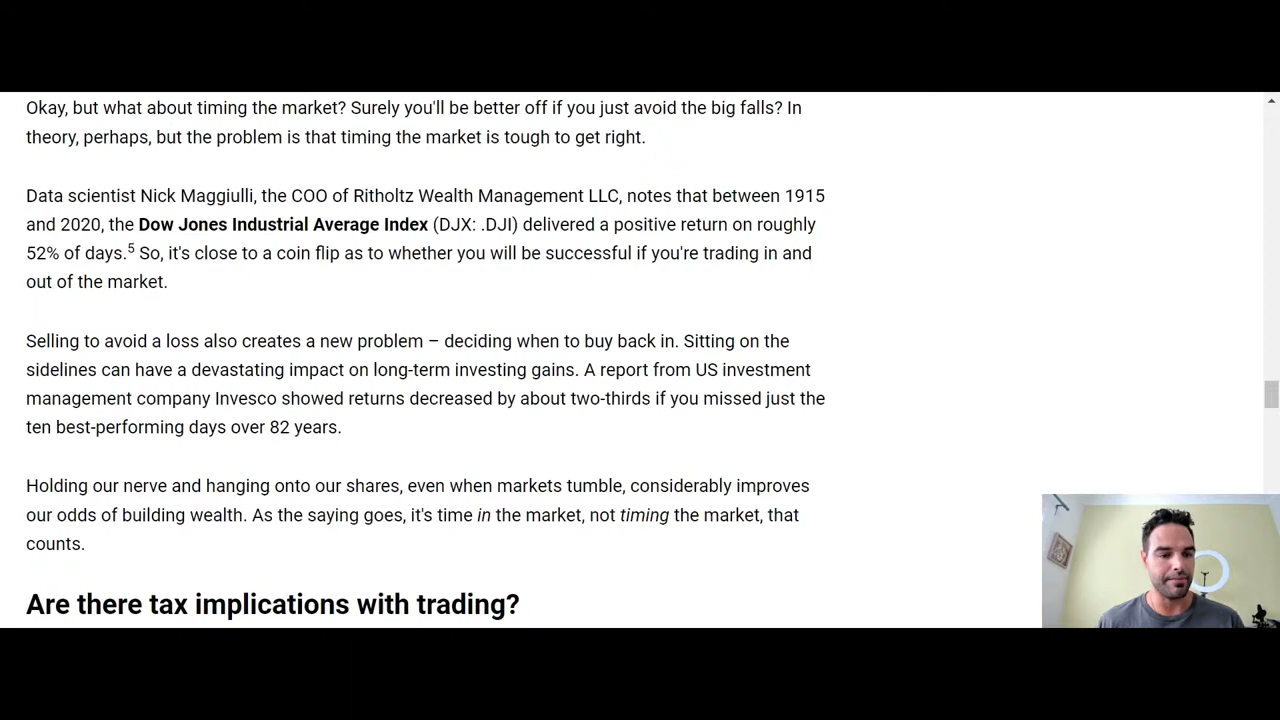 Okay, but what about timing the market? Surely you'll be better off if you just avoid the big falls? In
theory, perhaps, but the problem is that timing the market is tough to get right.
Data scientist Nick Maggiulli, the COO of Ritholtz Wealth Management LLC, notes that between 1915
and 2020, the Dow Jones Industrial Average Index (DJX: .DJI) delivered a positive return on roughly
52% of days.5 So, it's close to a coin flip as to whether you will be successful if you're trading in and
out of the market.
Selling to avoid a loss also creates a new problem – deciding when to buy back in. Sitting on the
sidelines can have a devastating impact on long-term investing gains. A report from US investment
management company Invesco showed returns decreased by about two-thirds if you missed just the
ten best-performing days over 82 years.
Holding our nerve and hanging onto our shares, even when markets tumble, considerably improves
our odds of building wealth. As the saying goes, it's time in the market, not timing the market, that
counts.
Are there tax implications with trading?